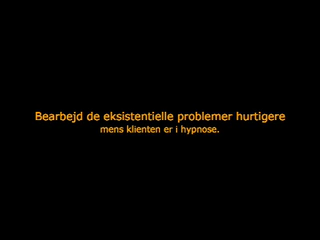 Bearbejd de eksistentielle problemer hurtigere
mens klienten er i hypnose.